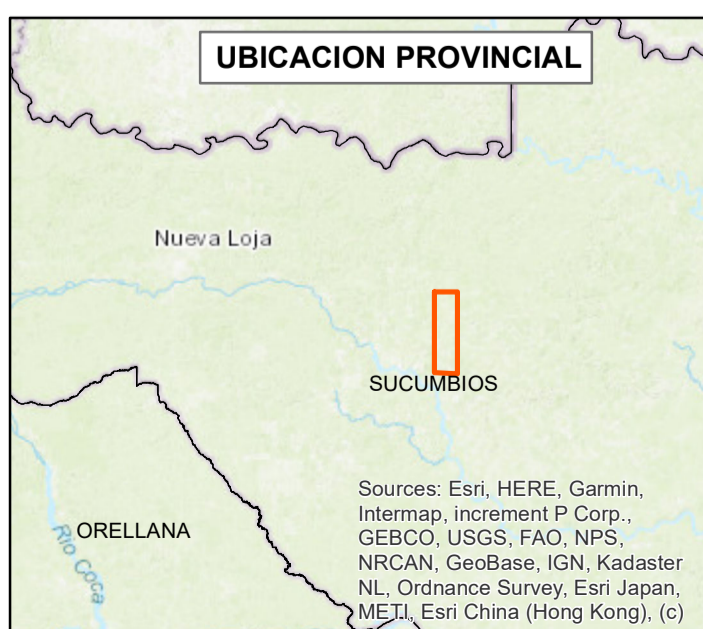 UBICACION PROVINCIAL
Nueva Loja
SUCUMBIOS
ORELLANA
Rio Coca
Sources: Esri, HERE, Garmin,
Intermap, increment P Corp.,
GEBCO, USGS, FAO, NPS,
NRCAN, GeoBase, IGN, Kadaster
NL, Ordnance Survey, Esri Japan,
METI, Esri China (Hong Kong), (c)